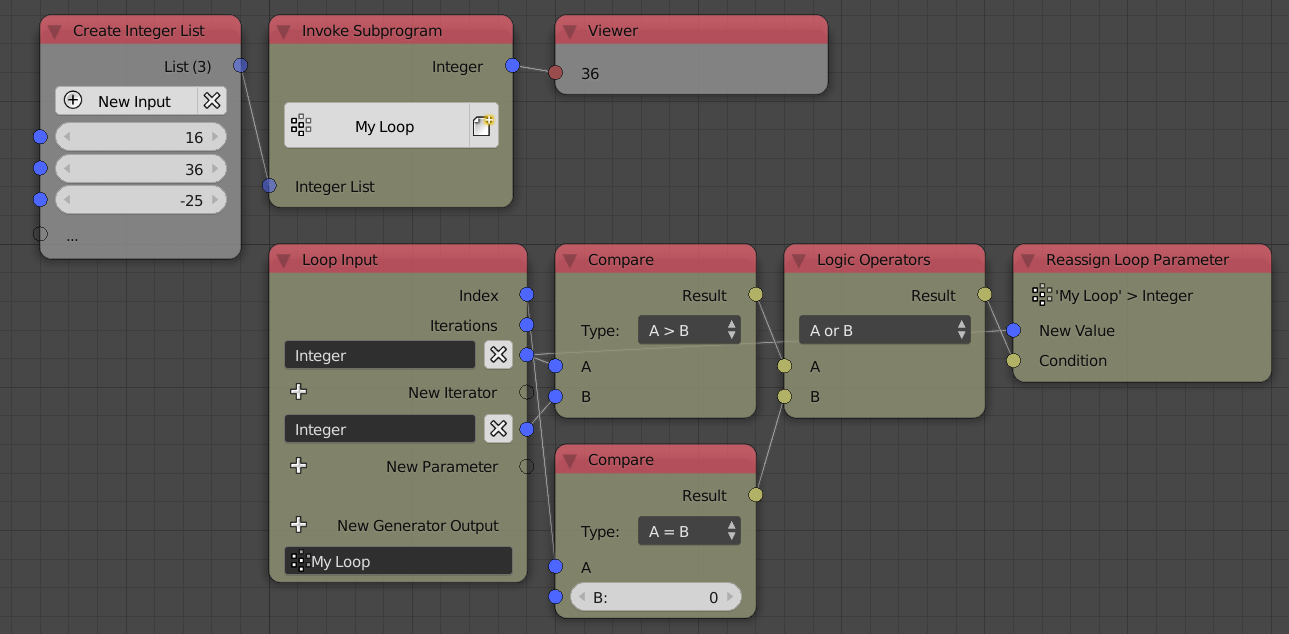 Create Integer List
List (3)
New Input
16
36
-25
...
Invoke Subprogram
Integer
My Loop
Integer List
Viewer
36
Loop Input
Index
Iterations
Integer
New Iterator
Integer
New Parameter
New Generator Output
My Loop
Compare
Result
Type: A > B
A
B
Compare
Result
Type: A = B
A
B: 0
Logic Operators
Result
A or B
A
B
Reassign Loop Parameter
'My Loop' > Integer
New Value
Condition